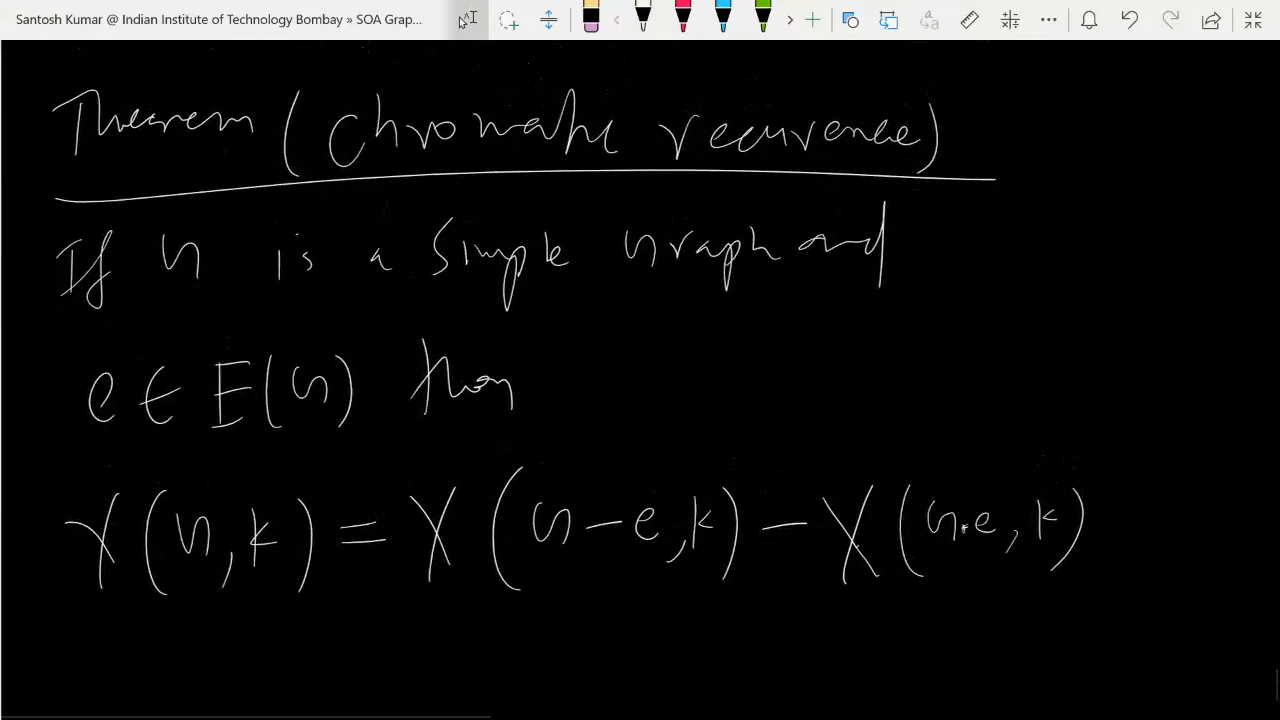 Santosh Kumar @ Indian Institute of Technology Bombay » SOA Grap...
Theorem (Chromatic recurrence)
If G is a Simple Graph and
e ∈ E(G) then
χ(G, k) = χ(G-e, k) - χ(G.e, k)